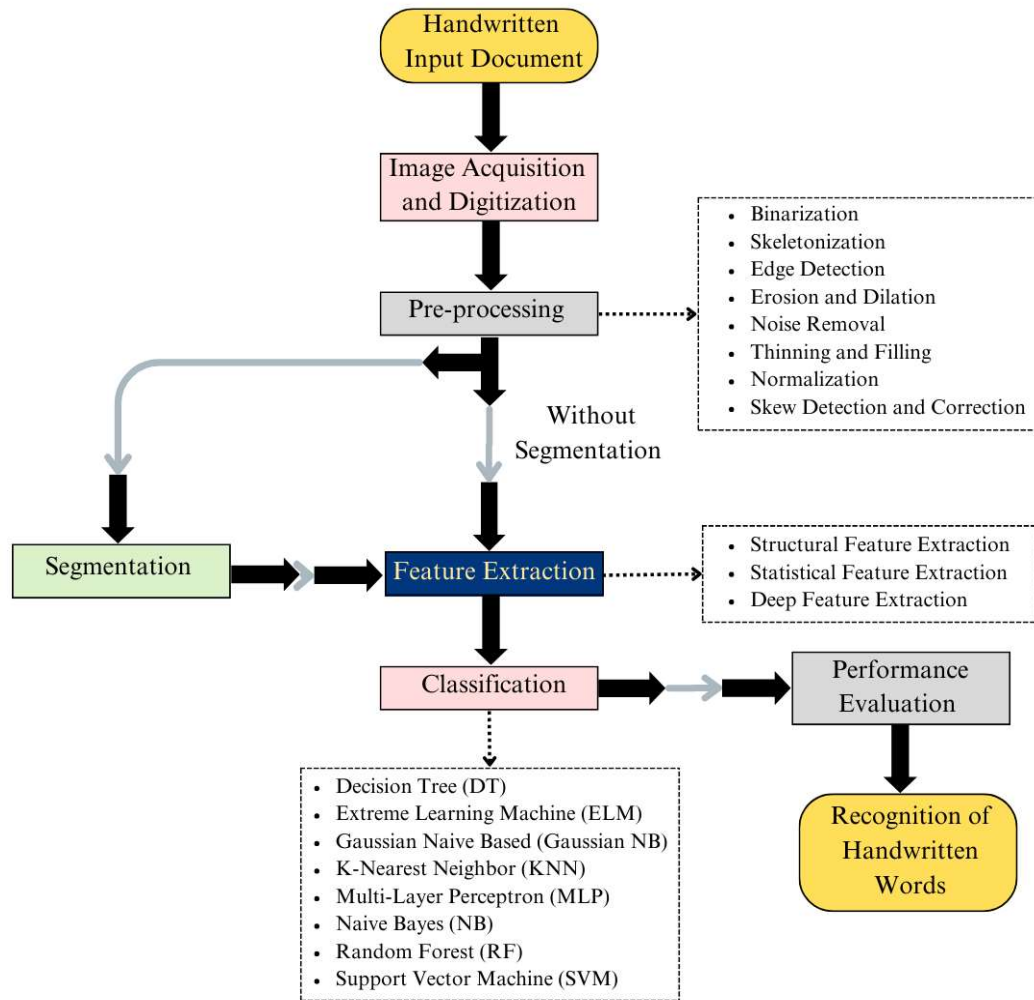 Handwritten
Input Document
Image Acquisition
and Digitization
Pre-processing
• Binarization
• Skeletonization
• Edge Detection
• Erosion and Dilation
• Noise Removal
• Thinning and Filling
• Normalization
• Skew Detection and Correction
Without
Segmentation
Segmentation
Feature Extraction
• Structural Feature Extraction
• Statistical Feature Extraction
• Deep Feature Extraction
Classification
Performance
Evaluation
• Decision Tree (DT)
• Extreme Learning Machine (ELM)
• Gaussian Naive Based (Gaussian NB)
• K-Nearest Neighbor (KNN)
• Multi-Layer Perceptron (MLP)
• Naive Bayes (NB)
• Random Forest (RF)
• Support Vector Machine (SVM)
Recognition of
Handwritten
Words